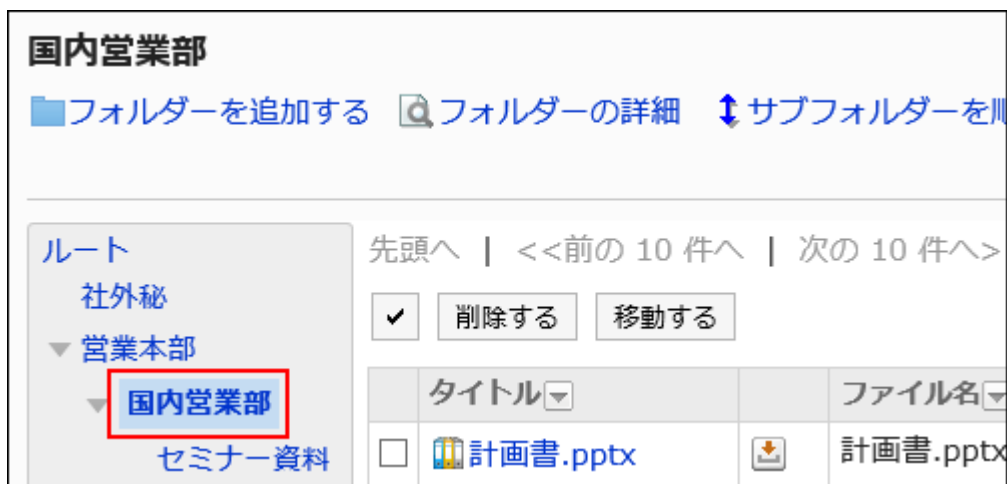 国内営業部
フォルダーを追加する フォルダーの詳細 サブフォルダーを
ルート
社外秘
営業本部
国内営業部
セミナー資料
先頭へ | <<前の 10 件へ | 次の 10 件へ>
削除する 移動する
タイトル ファイル名
計画書.pptx 計画書.pptx